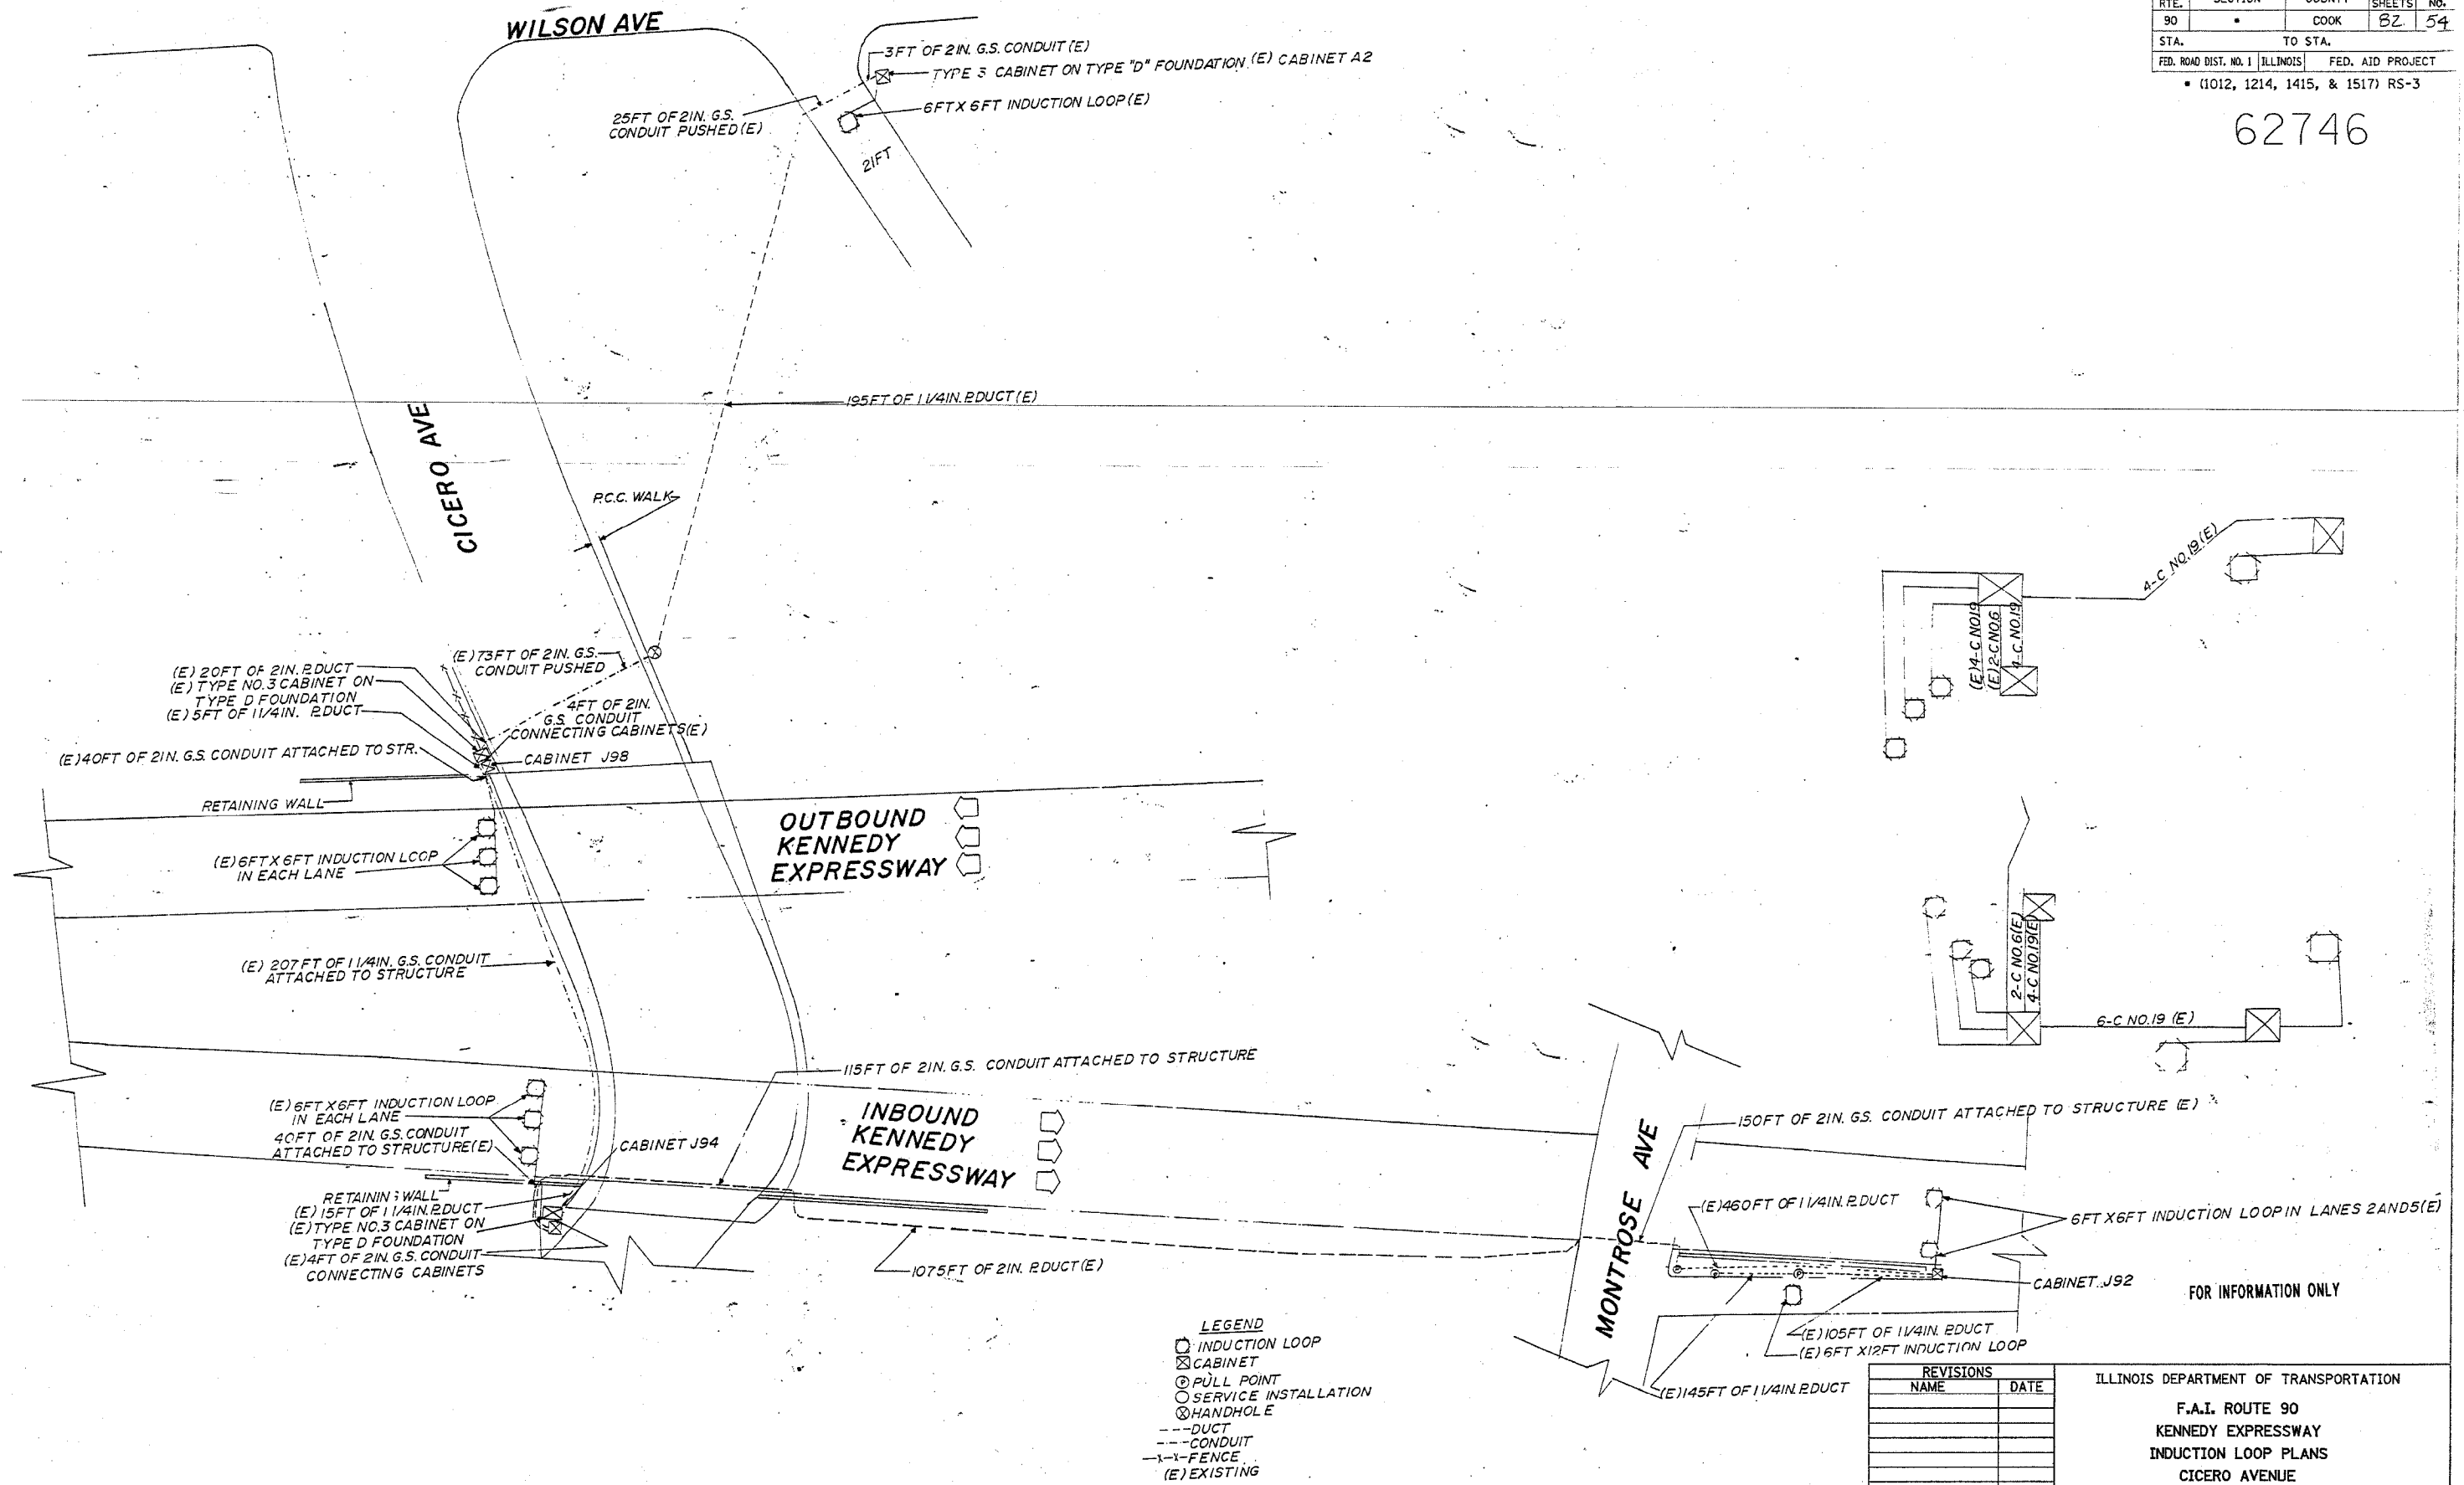 WILSON AVE
3FT OF 2IN. G.S. CONDUIT (E)
TYPE 3 CABINET ON TYPE "D" FOUNDATION (E) CABINET A2
25FT OF 2IN. G.S.
CONDUIT PUSHED (E)
6FT X 6FT INDUCTION LOOP (E)
21FT
RTE. SECTION COUNTY SHEETS NO.
90 • COOK 82 54
STA. TO STA.
FED. ROAD DIST. NO. 1 ILLINOIS FED. AID PROJECT
• (1012, 1214, 1415, & 1517) RS-3
62746
195FT OF 1 1/4IN. P.DUCT (E)
CICERO AVE
P.C.C. WALK
4-C NO.19 (E)
(E) 4-C NO.19
(E) 2-C NO.6
4-C NO.19
(E) 20FT OF 2IN. P.DUCT
(E) TYPE NO.3 CABINET ON
TYPE D FOUNDATION
(E) 5FT OF 1 1/4IN. P.DUCT
(E) 73FT OF 2IN. G.S.
CONDUIT PUSHED
4FT OF 2IN.
G.S. CONDUIT
CONNECTING CABINETS (E)
(E) 40FT OF 2IN. G.S. CONDUIT ATTACHED TO STR.
CABINET J98
RETAINING WALL
OUTBOUND
KENNEDY
EXPRESSWAY
(E) 6FT X 6FT INDUCTION LOOP
IN EACH LANE
(E) 207FT OF 1 1/4IN. G.S. CONDUIT
ATTACHED TO STRUCTURE
2-C NO.6 (E)
4-C NO.19 (E)
6-C NO.19 (E)
115FT OF 2IN. G.S. CONDUIT ATTACHED TO STRUCTURE
(E) 6FT X 6FT INDUCTION LOOP
IN EACH LANE
40FT OF 2IN. G.S. CONDUIT
ATTACHED TO STRUCTURE (E)
CABINET J94
INBOUND
KENNEDY
EXPRESSWAY
RETAINING WALL
(E) 15FT OF 1 1/4IN. P.DUCT
(E) TYPE NO.3 CABINET ON
TYPE D FOUNDATION
(E) 4FT OF 2IN. G.S. CONDUIT
CONNECTING CABINETS
1075FT OF 2IN. P.DUCT (E)
MONTROSE AVE
150FT OF 2IN. G.S. CONDUIT ATTACHED TO STRUCTURE (E)
(E) 460FT OF 1 1/4IN. P.DUCT
6FT X 6FT INDUCTION LOOP IN LANES 2 AND 5 (E)
CABINET J92
FOR INFORMATION ONLY
(E) 105FT OF 1 1/4IN. P.DUCT
(E) 6FT X 12FT INDUCTION LOOP
(E) 145FT OF 1 1/4IN. P.DUCT
LEGEND
INDUCTION LOOP
CABINET
P PULL POINT
SERVICE INSTALLATION
HANDHOLE
DUCT
CONDUIT
-X-X- FENCE
(E) EXISTING
REVISIONS
NAME DATE
ILLINOIS DEPARTMENT OF TRANSPORTATION
F.A.I. ROUTE 90
KENNEDY EXPRESSWAY
INDUCTION LOOP PLANS
CICERO AVENUE